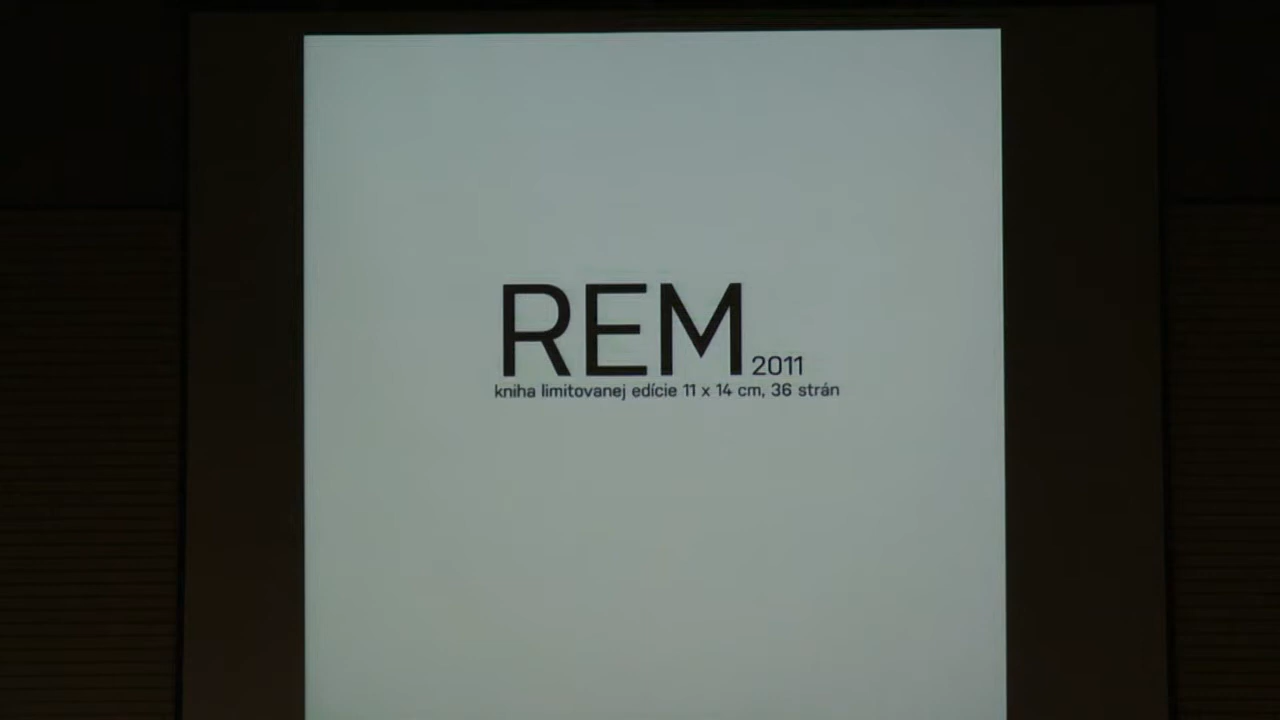 REM 2011
kniha limitovanej edície 11 x 14 cm, 36 strán